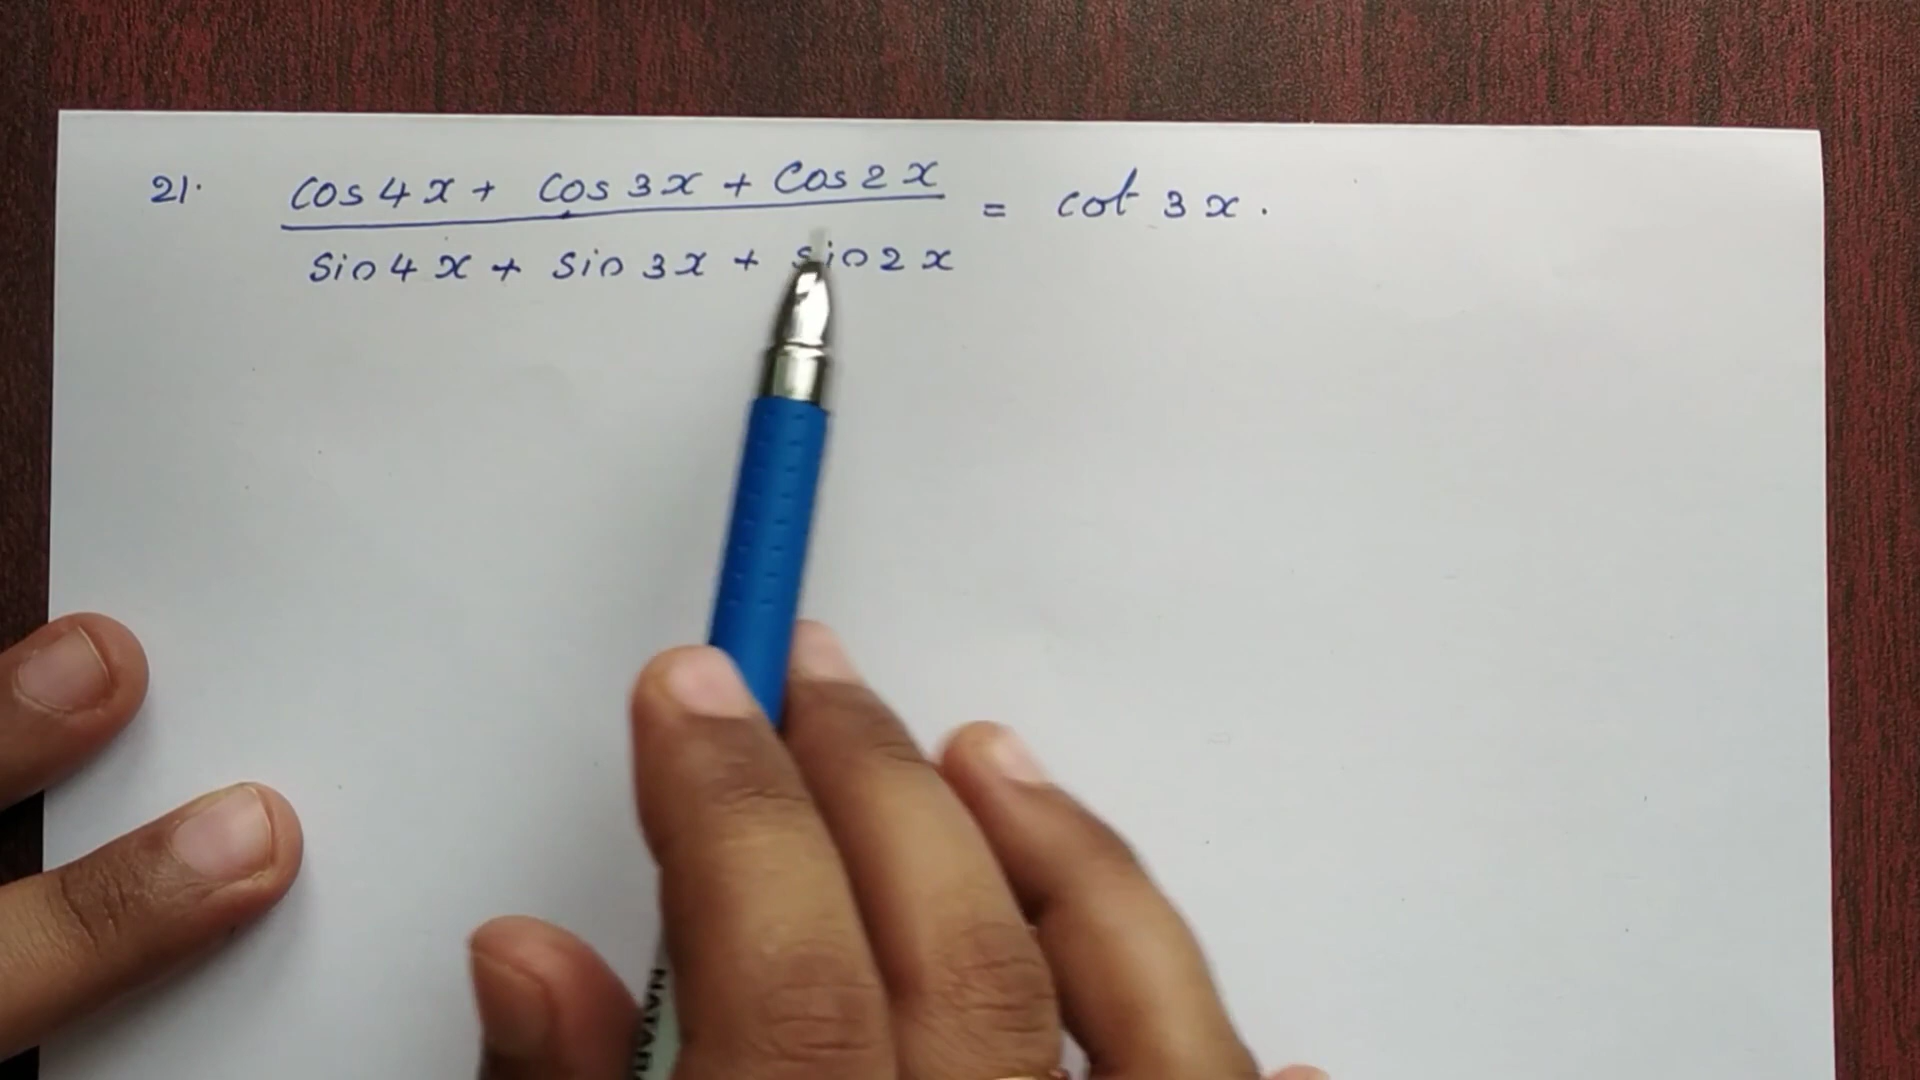 21. cos 4x + cos 3x + cos 2x = cot 3x.
sin 4x + sin 3x + sin 2x